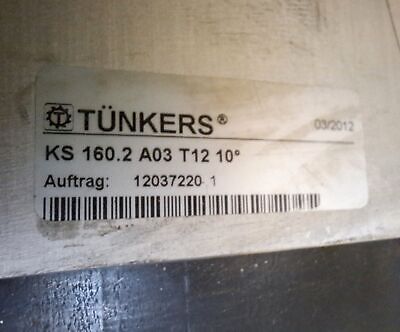 TÜNKERS® 03/2012
KS 160.2 A03 T12 10°
Auftrag: 12037220 1